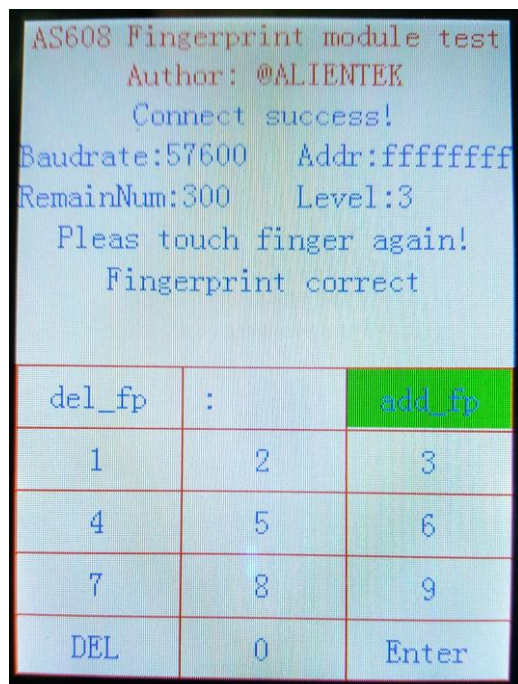 AS608 Fingerprint module test
Author: @ALIENTEK
Connect success!
Baudrate:57600 Addr:ffffffff
RemainNum:300 Level:3
Pleas touch finger again!
Fingerprint correct
del_fp : add_fp
1 2 3
4 5 6
7 8 9
DEL 0 Enter